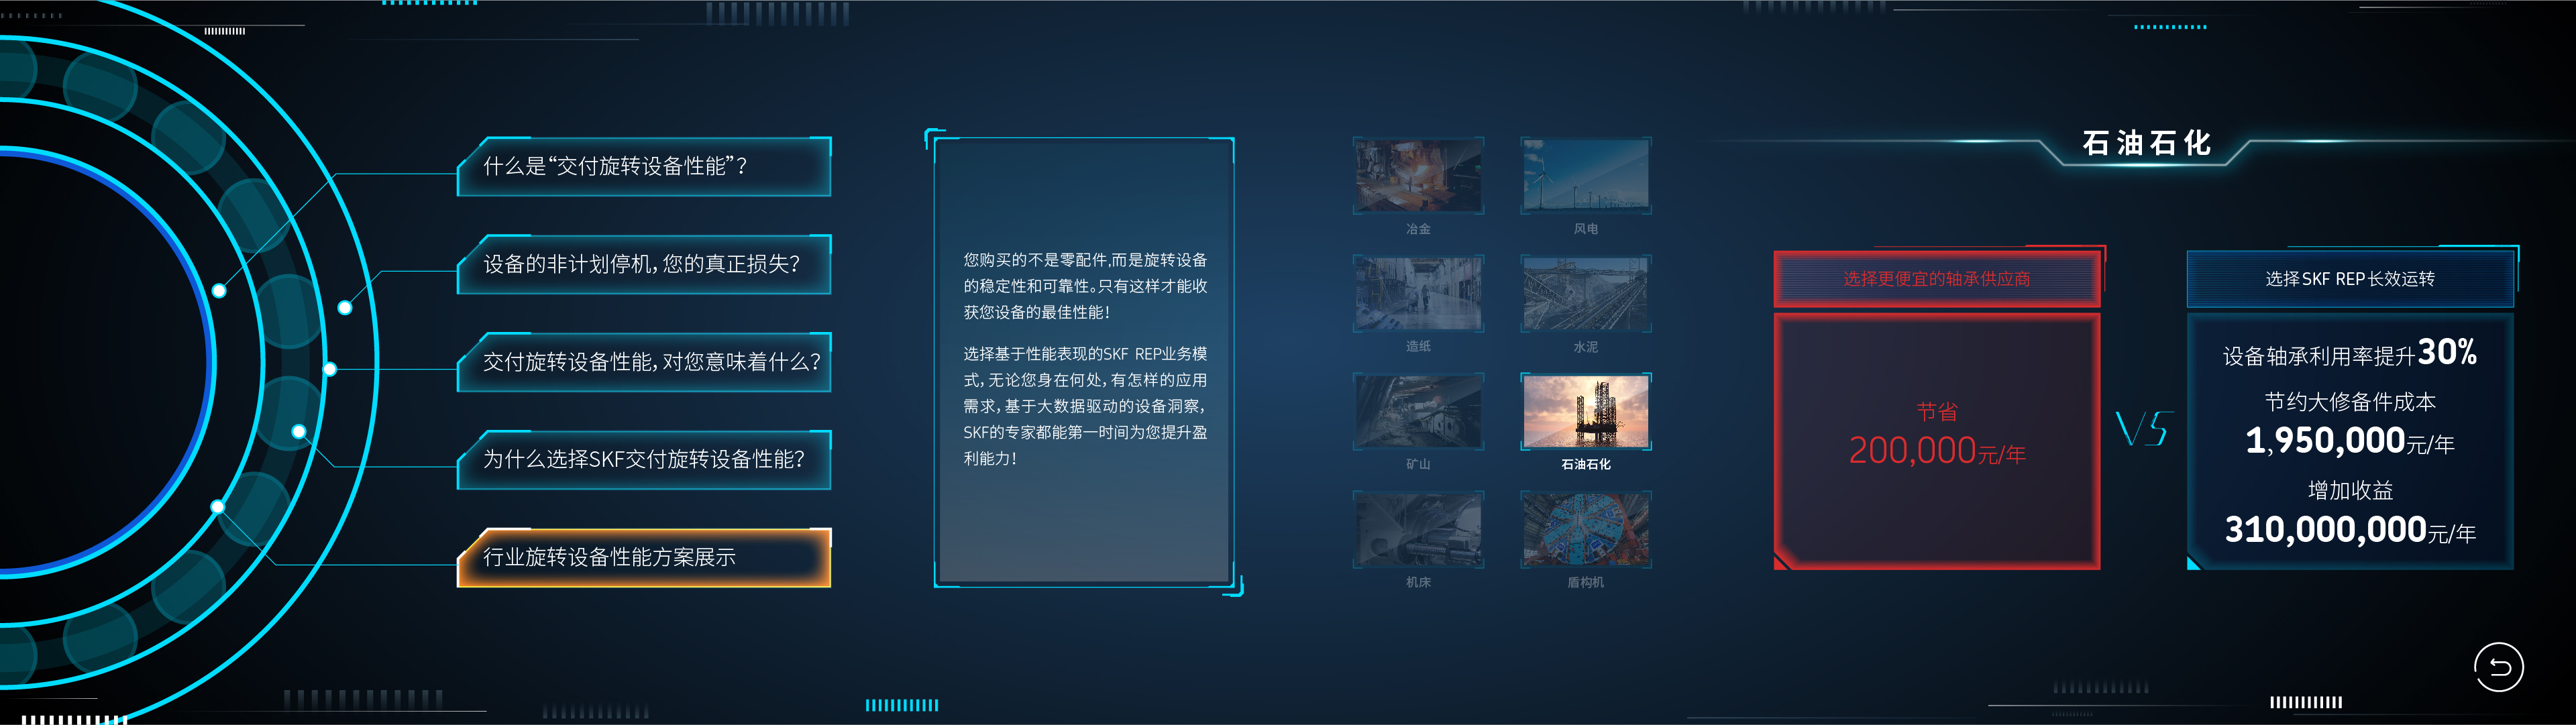 什么是“交付旋转设备性能”?
设备的非计划停机,您的真正损失?
交付旋转设备性能,对您意味着什么?
为什么选择SKF交付旋转设备性能?
行业旋转设备性能方案展示
您购买的不是零配件,而是旋转设备
的稳定性和可靠性。只有这样才能收
获您设备的最佳性能!
选择基于性能表现的SKF REP业务模
式,无论您身在何处,有怎样的应用
需求,基于大数据驱动的设备洞察,
SKF的专家都能第一时间为您提升盈
利能力!
冶金
风电
造纸
水泥
矿山
石油石化
机床
盾构机
石油石化
选择更便宜的轴承供应商
节省
200,000元/年
VS
选择SKF REP长效运转
设备轴承利用率提升30%
节约大修备件成本
1,950,000元/年
增加收益
310,000,000元/年